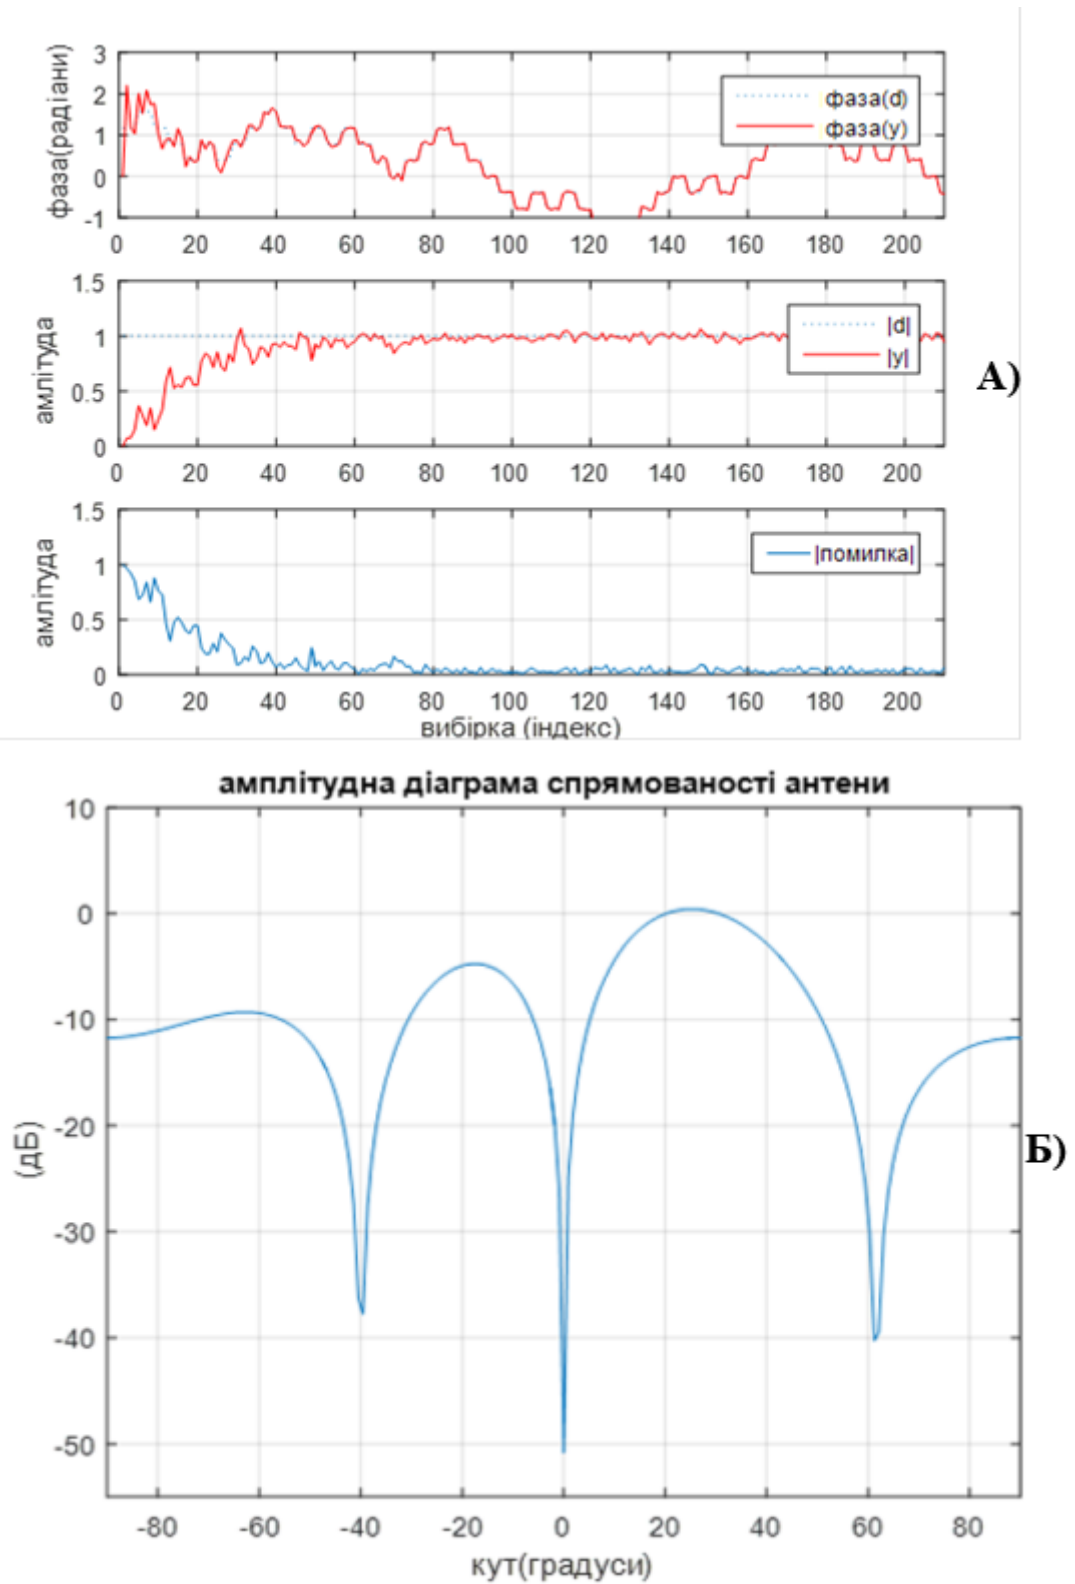 3
2
1
0
-1
фаза(радіани)
фаза(d)
фаза(y)
0 20 40 60 80 100 120 140 160 180 200
1.5
1
0.5
0
амлітуда
|d|
|y|
0 20 40 60 80 100 120 140 160 180 200
А)
1.5
1
0.5
0
амлітуда
|помилка|
0 20 40 60 80 100 120 140 160 180 200
вибірка (індекс)
амплітудна діаграма спрямованості антени
10
0
-10
-20
-30
-40
-50
(дБ)
Б)
-80 -60 -40 -20 0 20 40 60 80
кут(градуси)